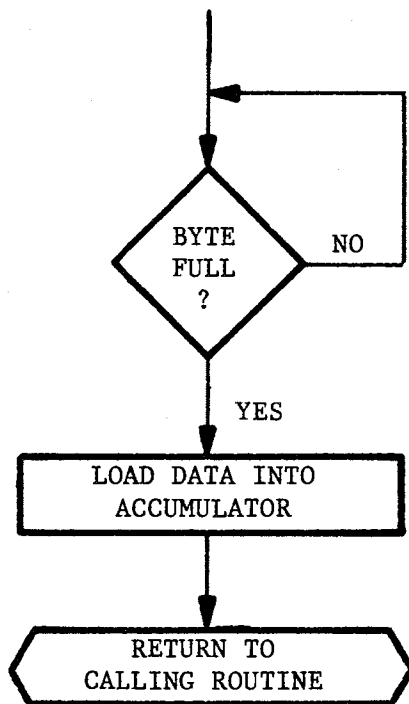 BYTE
FULL
?
NO
YES
LOAD DATA INTO
ACCUMULATOR
RETURN TO
CALLING ROUTINE